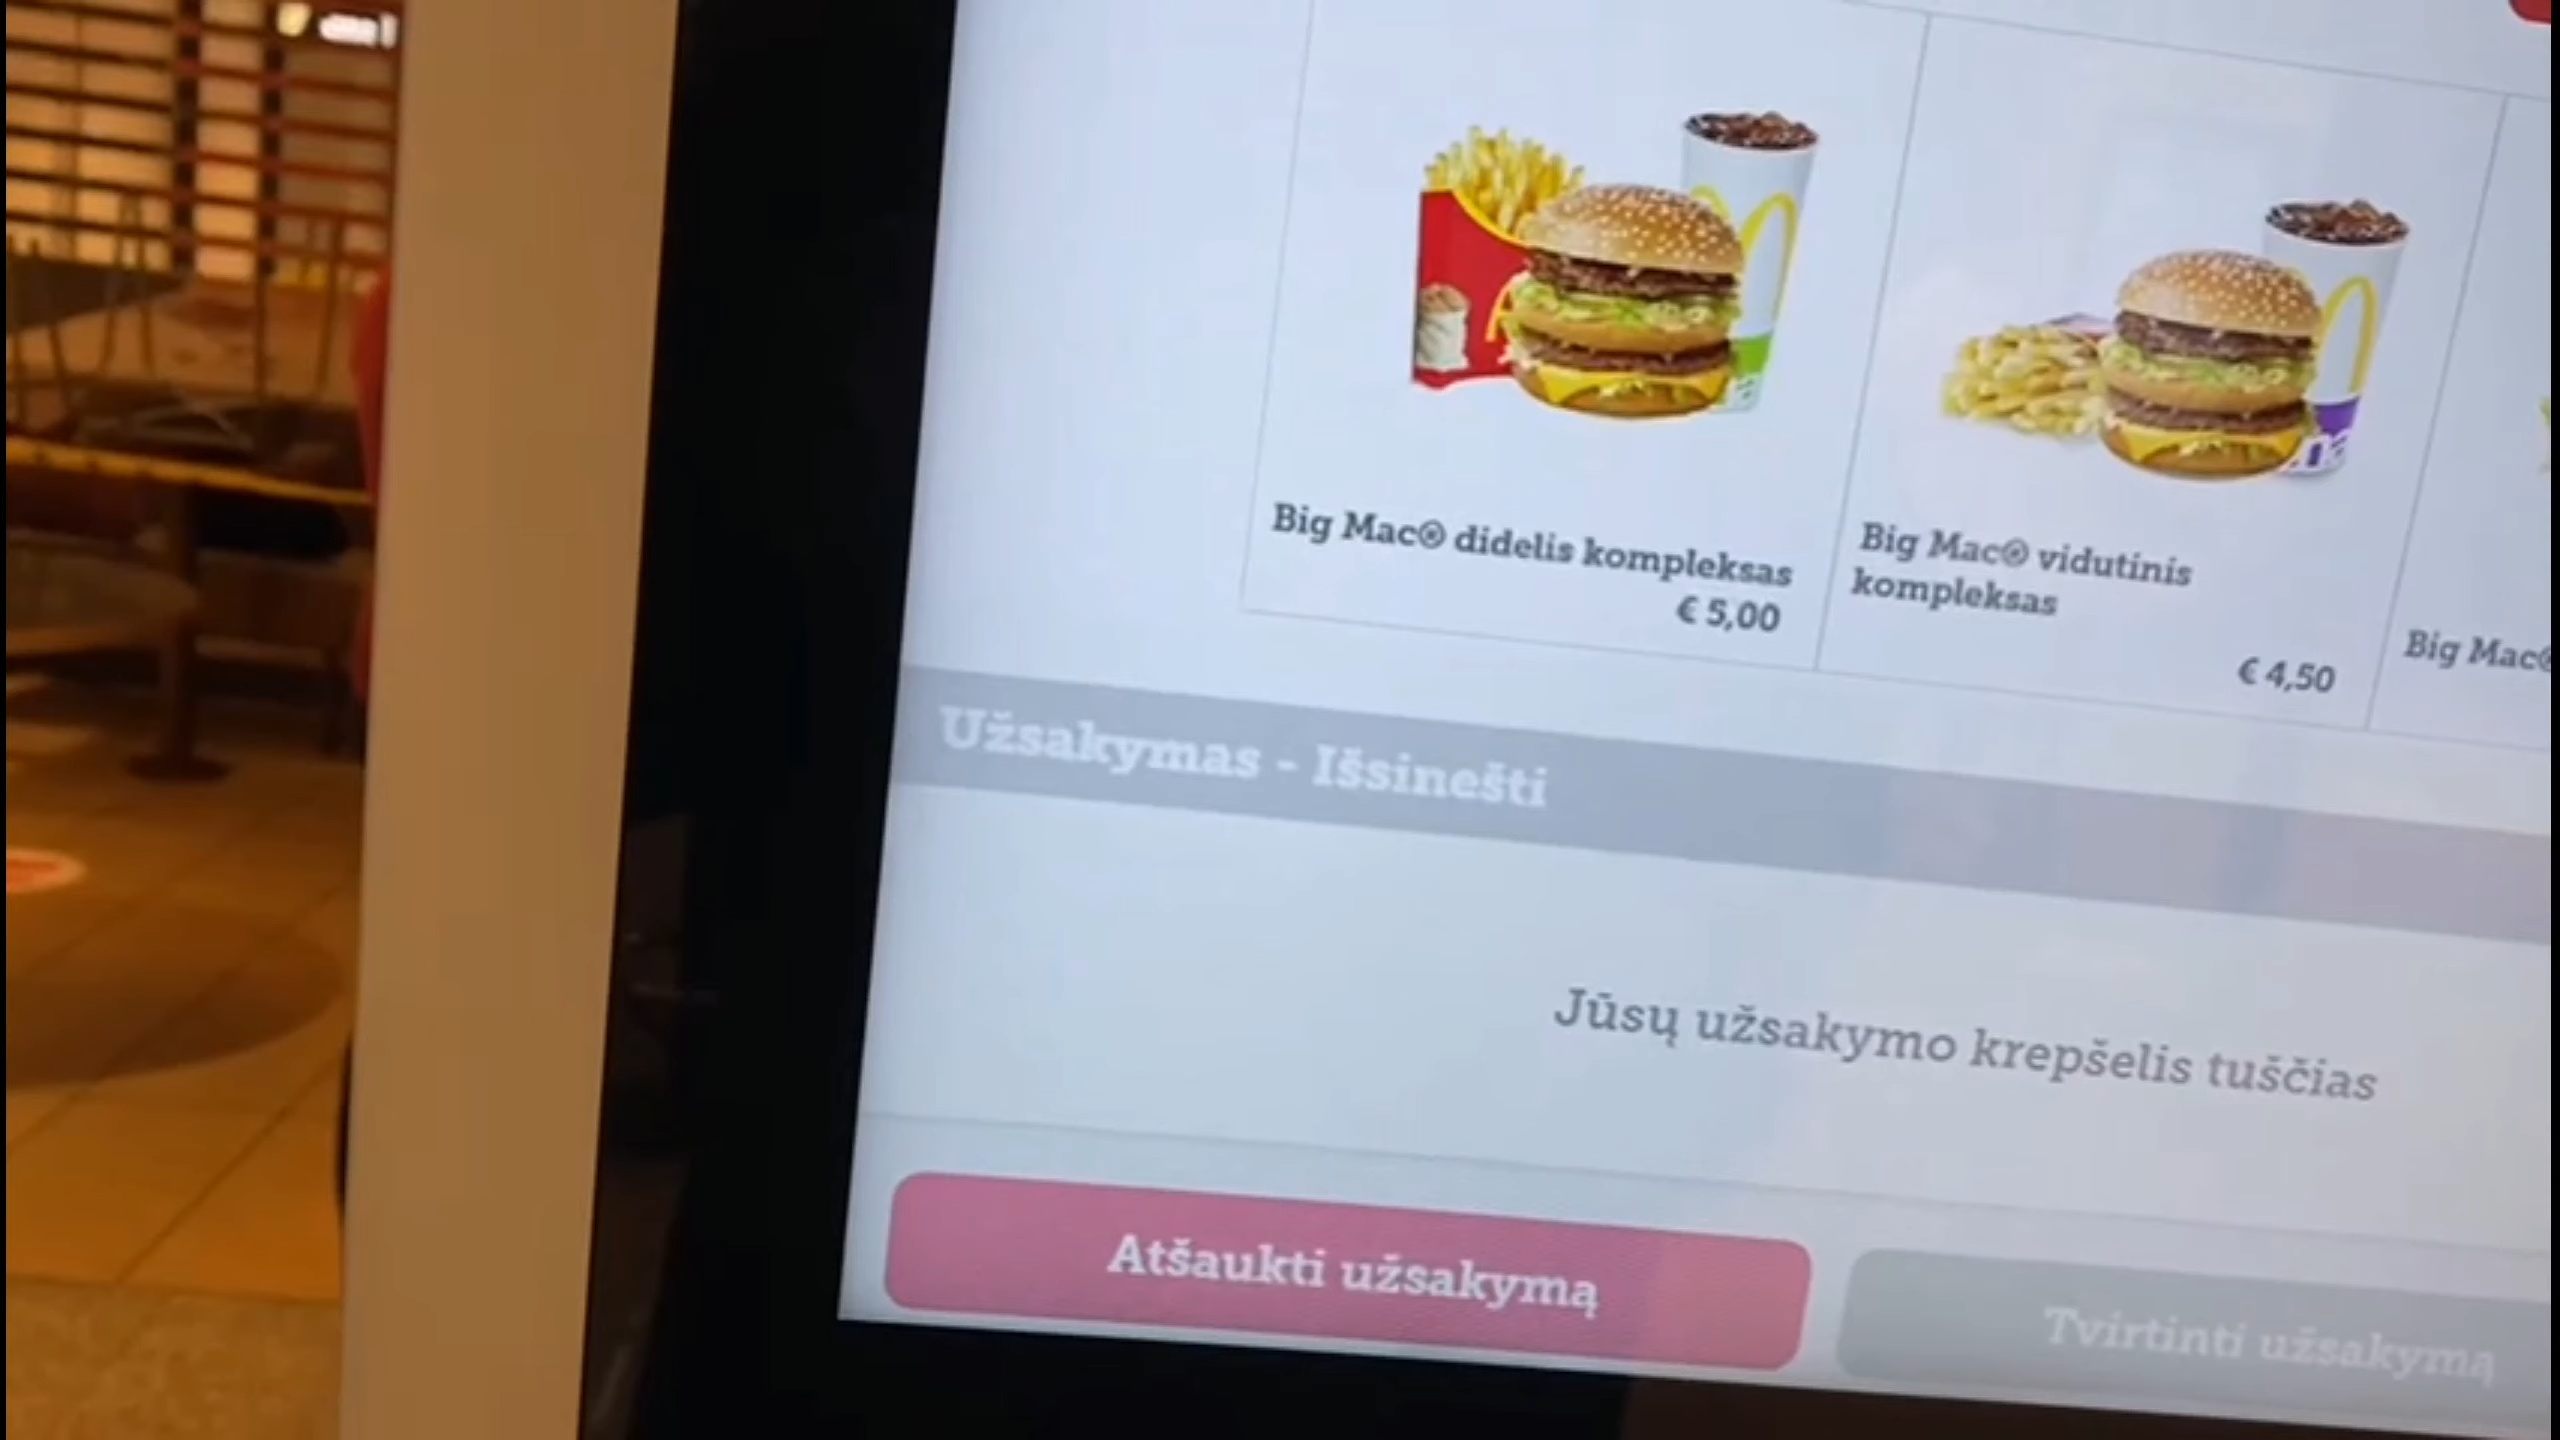 Big Mac® didelis kompleksas
€ 5,00
Big Mac® vidutinis
kompleksas
€ 4,50
Big Mac®
Užsakymas - Išsinešti
Jūsų užsakymo krepšelis tuščias
Atšaukti užsakymą
Tvirtinti užsakymą